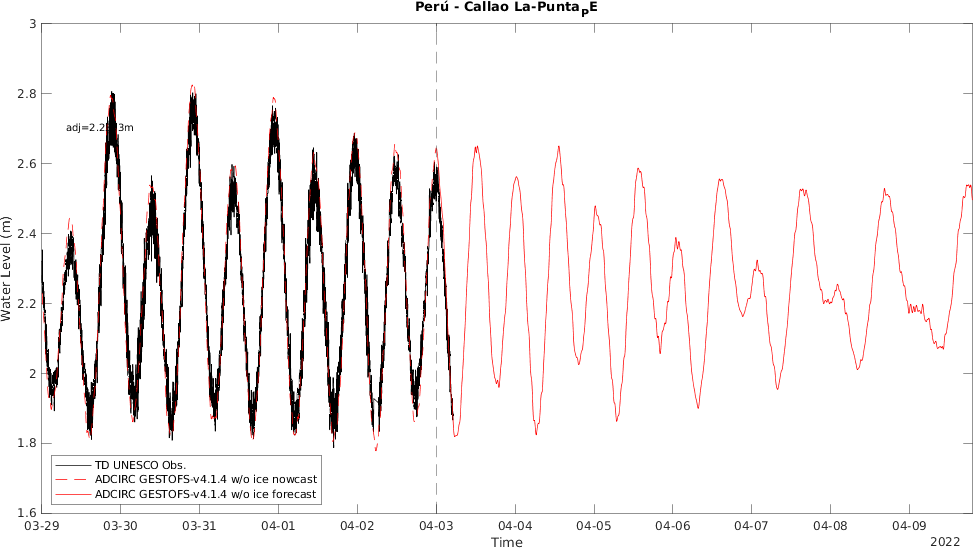 Perú - Callao La-Punta_PE
3
2.8
2.6
2.4
2.2
2
1.8
1.6
Water Level (m)
TD UNESCO Obs.
ADCIRC GESTOFS-v4.1.4 w/o ice nowcast
ADCIRC GESTOFS-v4.1.4 w/o ice forecast
03-29 03-30 03-31 04-01 04-02 04-03 04-04 04-05 04-06 04-07 04-08 04-09
Time
2022